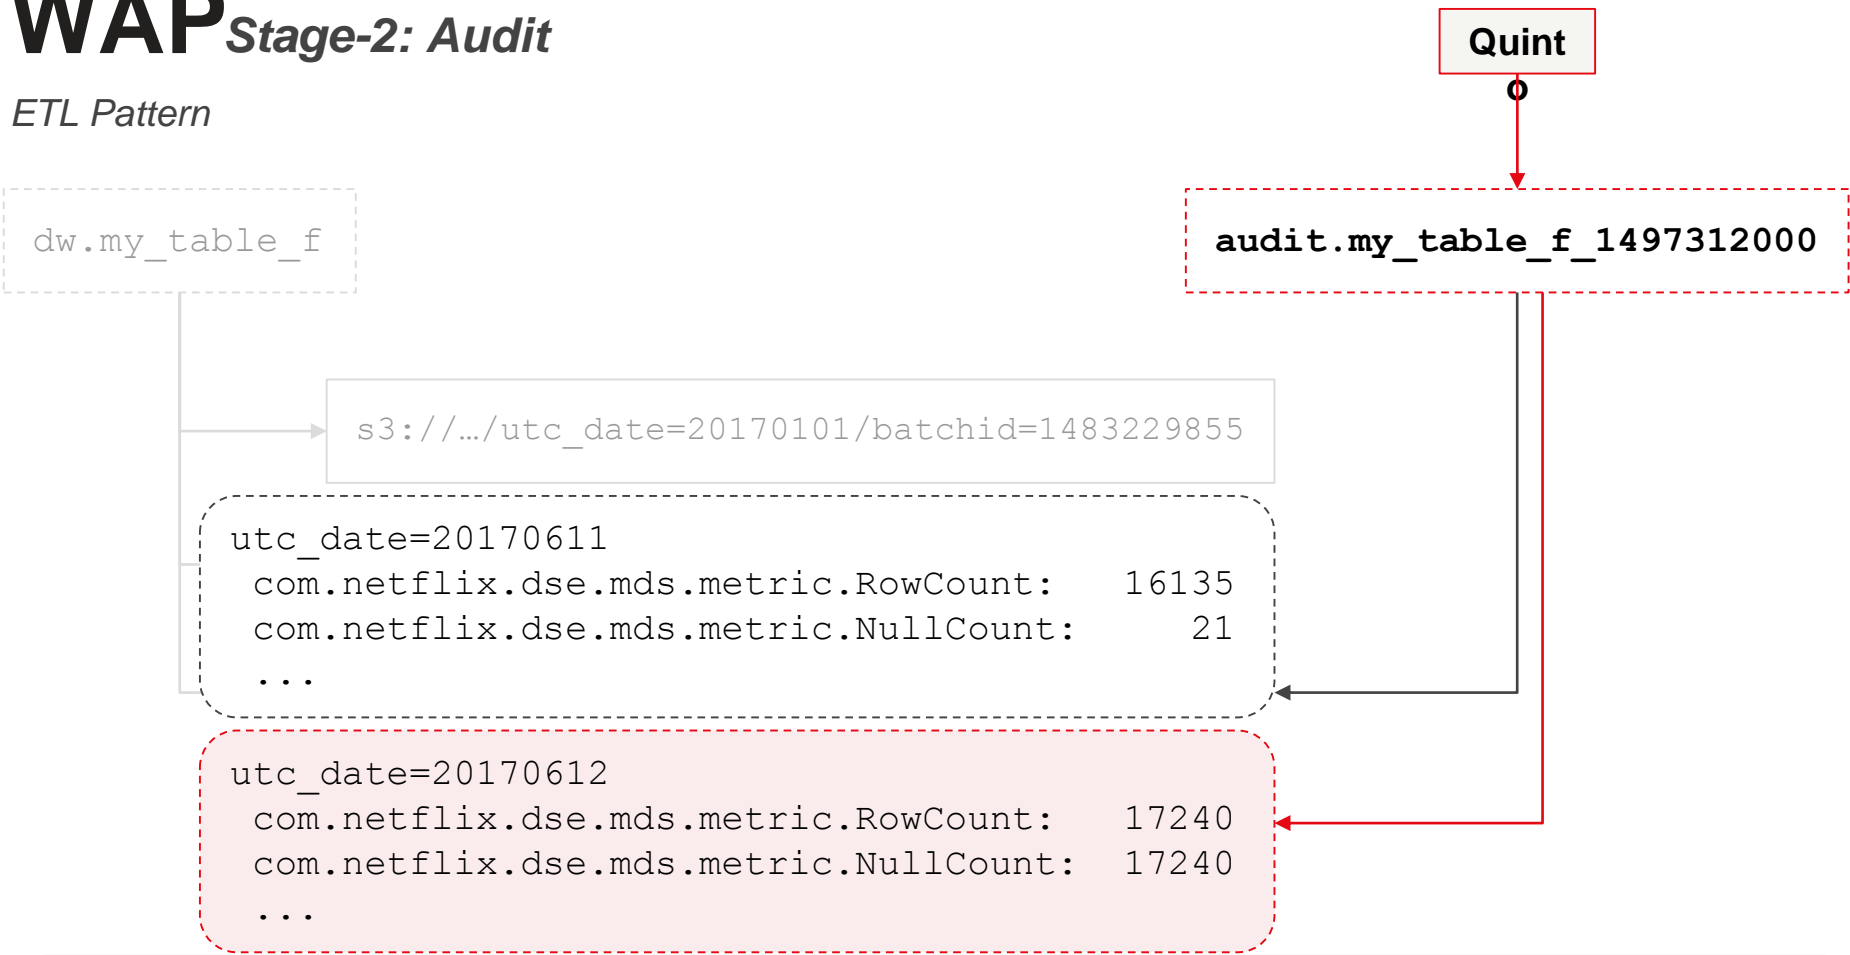 WAP Stage-2: Audit
ETL Pattern
Quint
o
dw.my_table_f
audit.my_table_f_1497312000
s3://…/utc_date=20170101/batchid=1483229855
utc_date=20170611
com.netflix.dse.mds.metric.RowCount: 16135
com.netflix.dse.mds.metric.NullCount: 21
...
utc_date=20170612
com.netflix.dse.mds.metric.RowCount: 17240
com.netflix.dse.mds.metric.NullCount: 17240
...